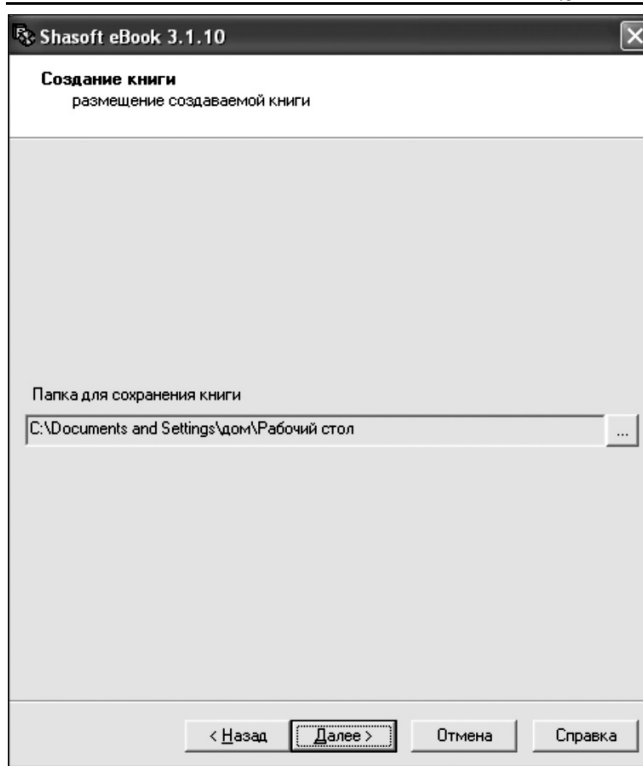 Shasoft eBook 3.1.10
Создание книги
размещение создаваемой книги
Папка для сохранения книги
C:\Documents and Settings\дом\Рабочий стол
...
< Назад Далее > Отмена Справка